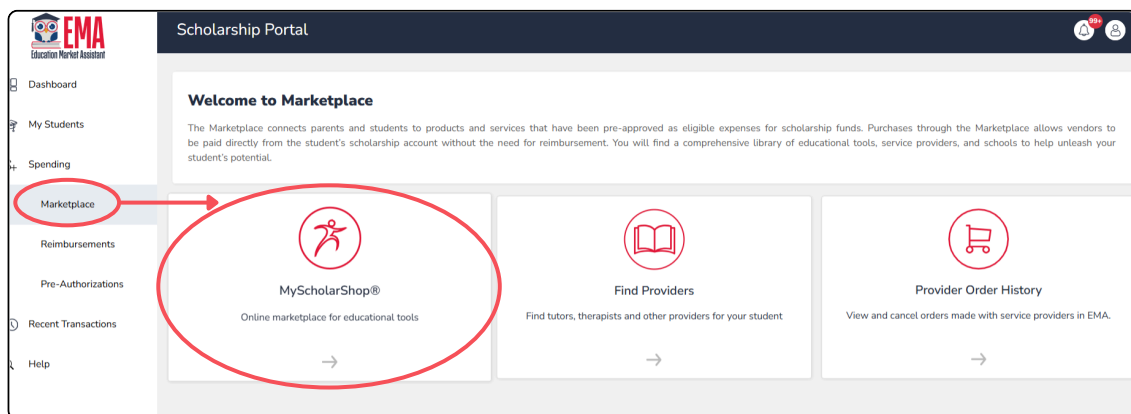 EMA
Education Market Assistant
Scholarship Portal
99+
Dashboard
My Students
Spending
Marketplace
Reimbursements
Pre-Authorizations
Recent Transactions
Help
Welcome to Marketplace
The Marketplace connects parents and students to products and services that have been pre-approved as eligible expenses for scholarship funds. Purchases through the Marketplace allows vendors to
be paid directly from the student's scholarship account without the need for reimbursement. You will find a comprehensive library of educational tools, service providers, and schools to help unleash your
student's potential.
MyScholarShop®
Online marketplace for educational tools
Find Providers
Find tutors, therapists and other providers for your student
Provider Order History
View and cancel orders made with service providers in EMA.